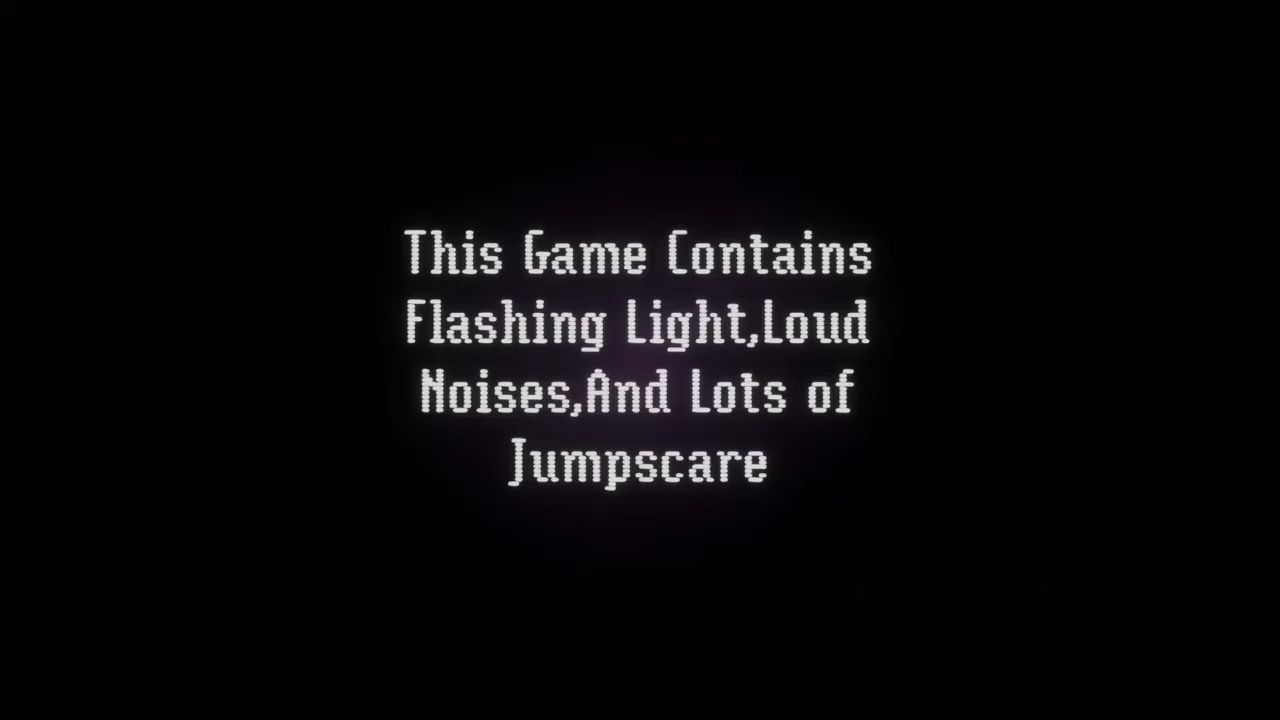 This Game Contains
Flashing Light,Loud
Noises,And Lots of
Jumpscare